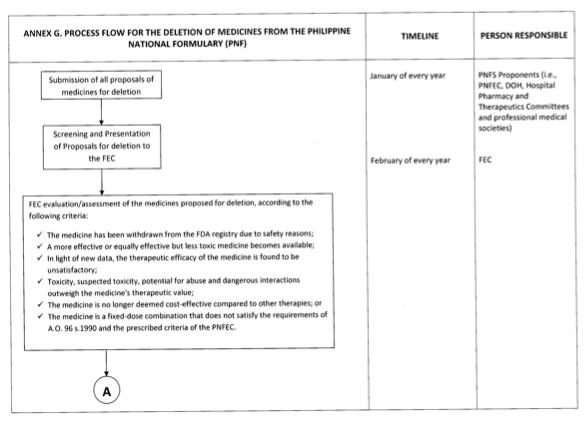 ANNEX G. PROCESS FLOW FOR THE DELETION OF MEDICINES FROM THE PHILIPPINE
NATIONAL FORMULARY (PNF)
TIMELINE
PERSON RESPONSIBLE
Submission of all proposals of
medicines for deletion
January of every year
PNFS Proponents (i.e.,
PNFEC, DOH, Hospital
Pharmacy and
Therapeutics Committees
and professional medical
societies)
Screening and Presentation
of Proposals for deletion to
the FEC
February of every year
FEC
FEC evaluation/assessment of the medicines proposed for deletion, according to the
following criteria:
✓ The medicine has been withdrawn from the FDA registry due to safety reasons;
✓ A more effective or equally effective but less toxic medicine becomes available;
✓ In light of new data, the therapeutic efficacy of the medicine is found to be
unsatisfactory;
✓ Toxicity, suspected toxicity, potential for abuse and dangerous interactions
outweigh the medicine's therapeutic value;
✓ The medicine is no longer deemed cost-effective compared to other therapies; or
✓ The medicine is a fixed-dose combination that does not satisfy the requirements of
A.O. 96 s.1990 and the prescribed criteria of the PNFEC.
A